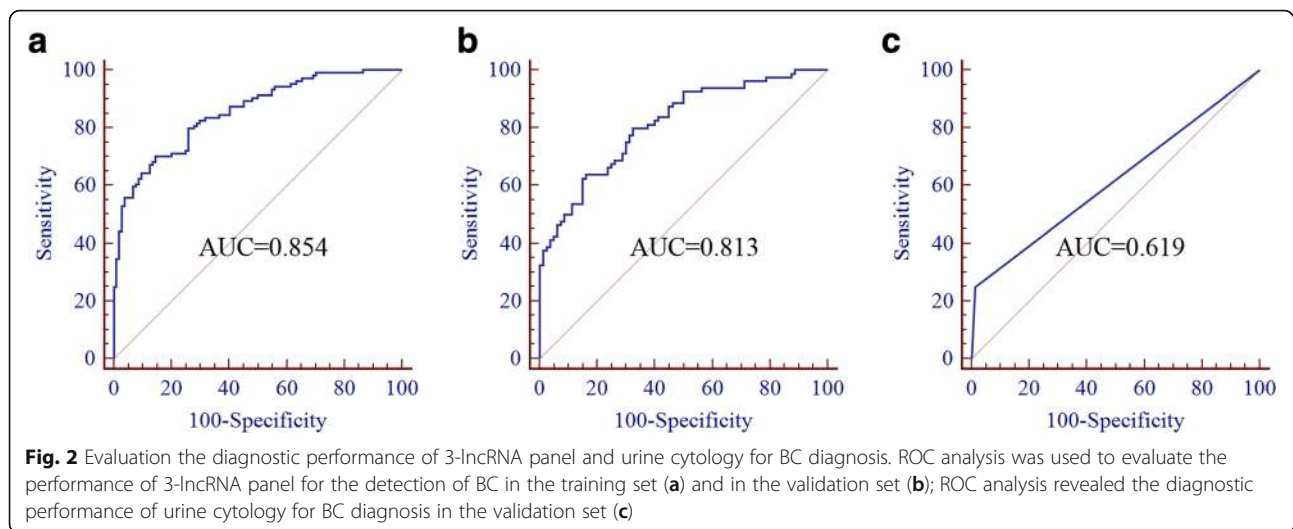 a
b
c
100
80
60
40
20
0
Sensitivity
AUC=0.854
0 20 40 60 80 100
100-Specificity
100
80
60
40
20
0
Sensitivity
AUC=0.813
0 20 40 60 80 100
100-Specificity
100
80
60
40
20
0
Sensitivity
AUC=0.619
0 20 40 60 80 100
100-Specificity
Fig. 2 Evaluation the diagnostic performance of 3-lncRNA panel and urine cytology for BC diagnosis. ROC analysis was used to evaluate the
performance of 3-lncRNA panel for the detection of BC in the training set (a) and in the validation set (b); ROC analysis revealed the diagnostic
performance of urine cytology for BC diagnosis in the validation set (c)